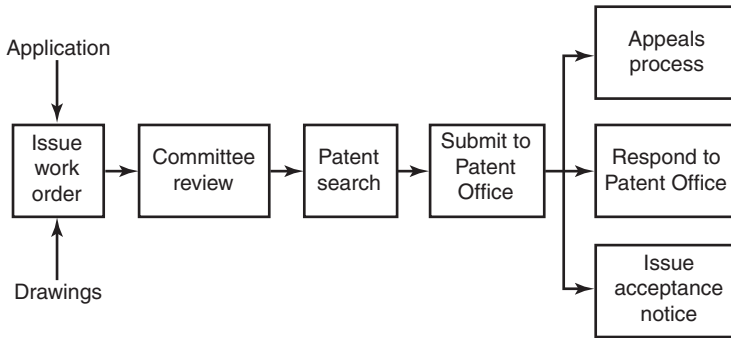 Application
Issue
work
order
Drawings
Committee
review
Patent
search
Submit to
Patent
Office
Appeals
process
Respond to
Patent Office
Issue
acceptance
notice